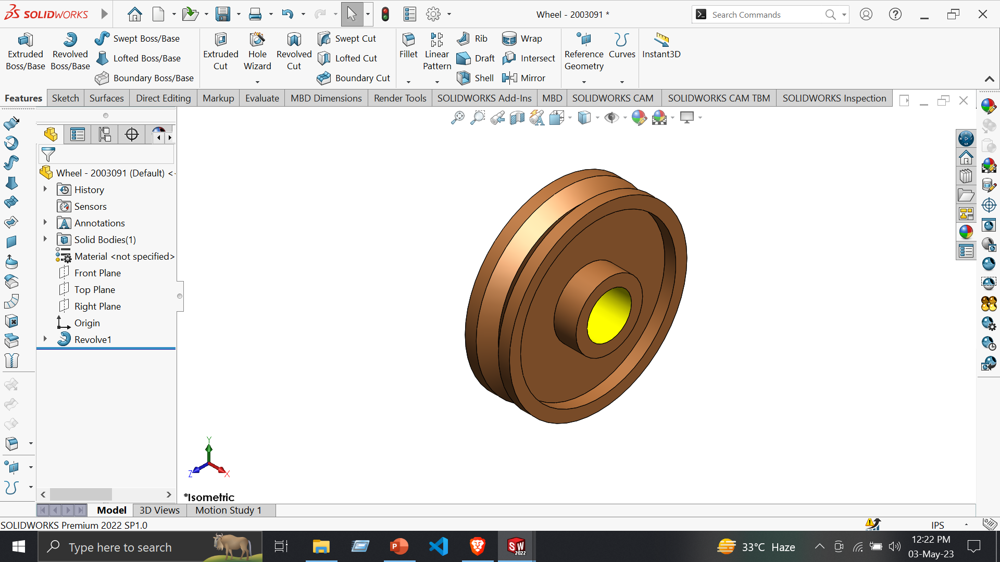 SOLIDWORKS
Wheel - 2003091 *
Search Commands
Extruded Boss/Base
Revolved Boss/Base
Swept Boss/Base
Lofted Boss/Base
Boundary Boss/Base
Extruded Cut
Hole Wizard
Revolved Cut
Swept Cut
Lofted Cut
Boundary Cut
Fillet
Linear Pattern
Rib
Draft
Shell
Wrap
Intersect
Mirror
Reference Geometry
Curves
Instant3D
Features
Sketch
Surfaces
Direct Editing
Markup
Evaluate
MBD Dimensions
Render Tools
SOLIDWORKS Add-Ins
MBD
SOLIDWORKS CAM
SOLIDWORKS CAM TBM
SOLIDWORKS Inspection
Wheel - 2003091 (Default) <
History
Sensors
Annotations
Solid Bodies(1)
Material <not specified>
Front Plane
Top Plane
Right Plane
Origin
Revolve1
Y
Z
X
*Isometric
Model
3D Views
Motion Study 1
SOLIDWORKS Premium 2022 SP1.0
IPS
Type here to search
SW
2022
33°C Haze
12:22 PM
03-May-23